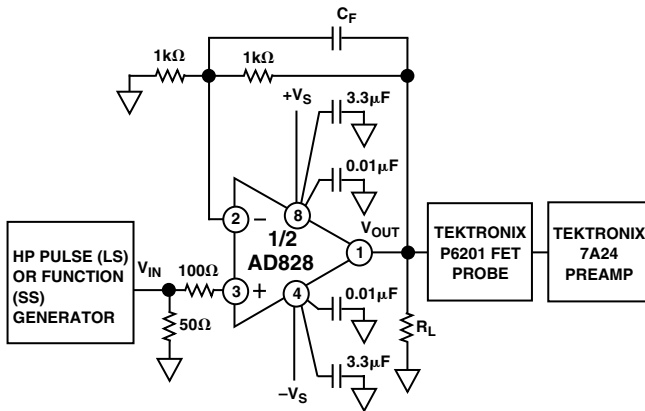 C_F
1kΩ
1kΩ
+V_S
3.3μF
0.01μF
2
–
8
V_OUT
1/2
AD828
1
HP PULSE (LS)
OR FUNCTION
(SS)
GENERATOR
V_IN
100Ω
3
+
4
50Ω
0.01μF
3.3μF
–V_S
R_L
TEKTRONIX
P6201 FET
PROBE
TEKTRONIX
7A24
PREAMP